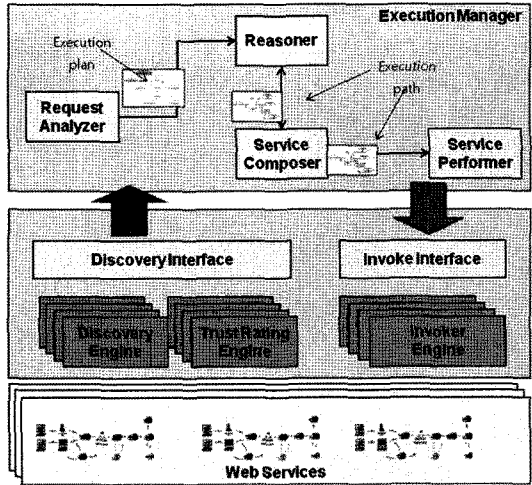 Execution Manager
Execution
plan
Reasoner
Execution
path
Request
Analyzer
Service
Composer
Service
Performer
Discovery Interface
Invoke Interface
Discovery
Engine
Trust Rating
Engine
Invoker
Engine
Web Services